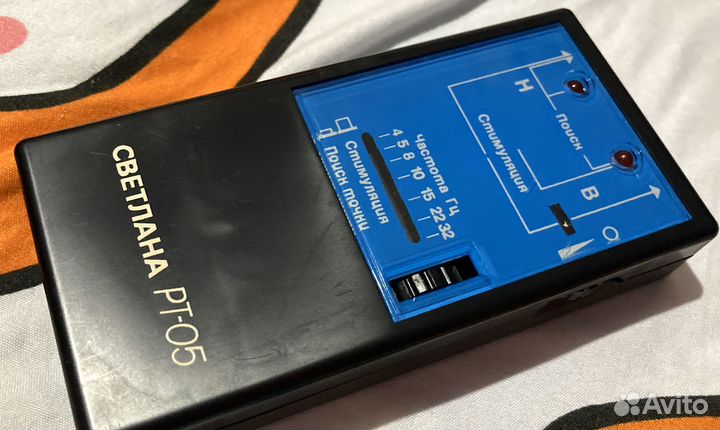 СВЕТЛАНА РТ-05
Поиск точки
Стимуляция
4 5 8 10 15 22 32
Частота Гц
Стимуляция
Поиск
Н
В
Avito